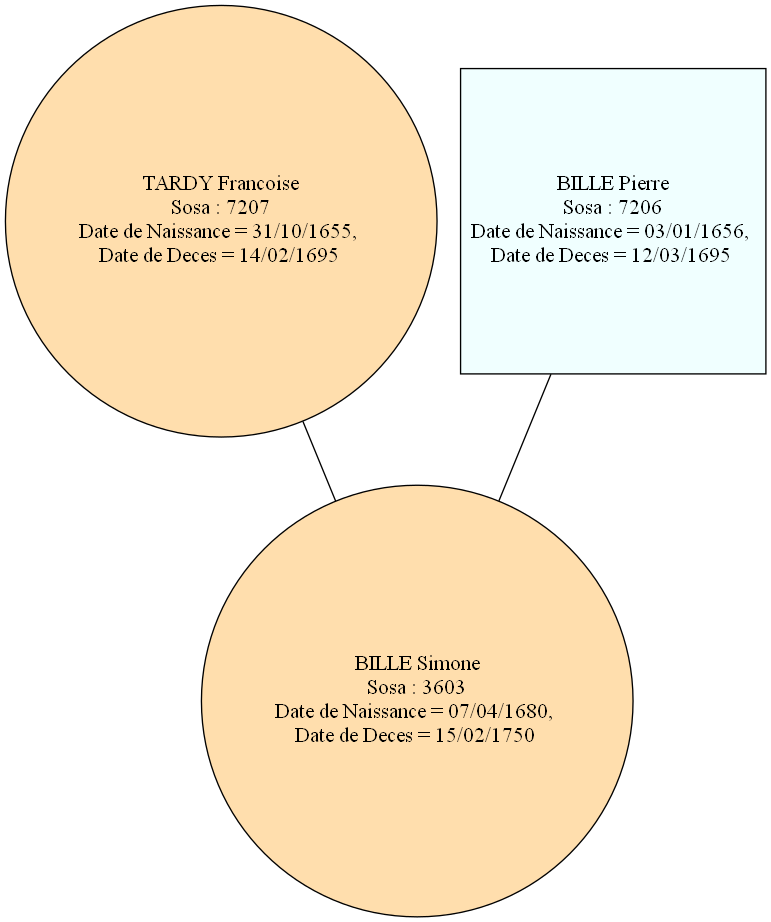 TARDY Francoise
Sosa : 7207
Date de Naissance = 31/10/1655,
Date de Deces = 14/02/1695
BILLE Pierre
Sosa : 7206
Date de Naissance = 03/01/1656,
Date de Deces = 12/03/1695
BILLE Simone
Sosa : 3603
Date de Naissance = 07/04/1680,
Date de Deces = 15/02/1750